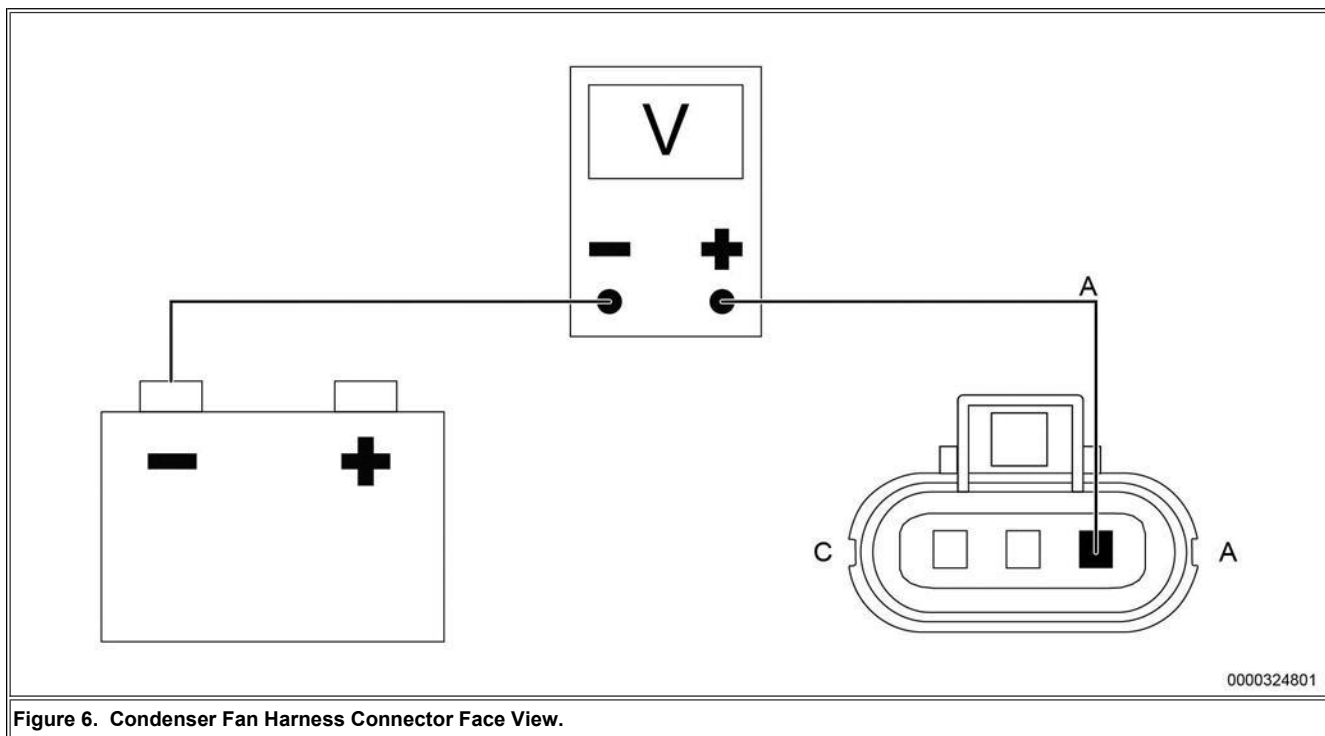 V
− +
A
− +
C A
0000324801
Figure 6. Condenser Fan Harness Connector Face View.